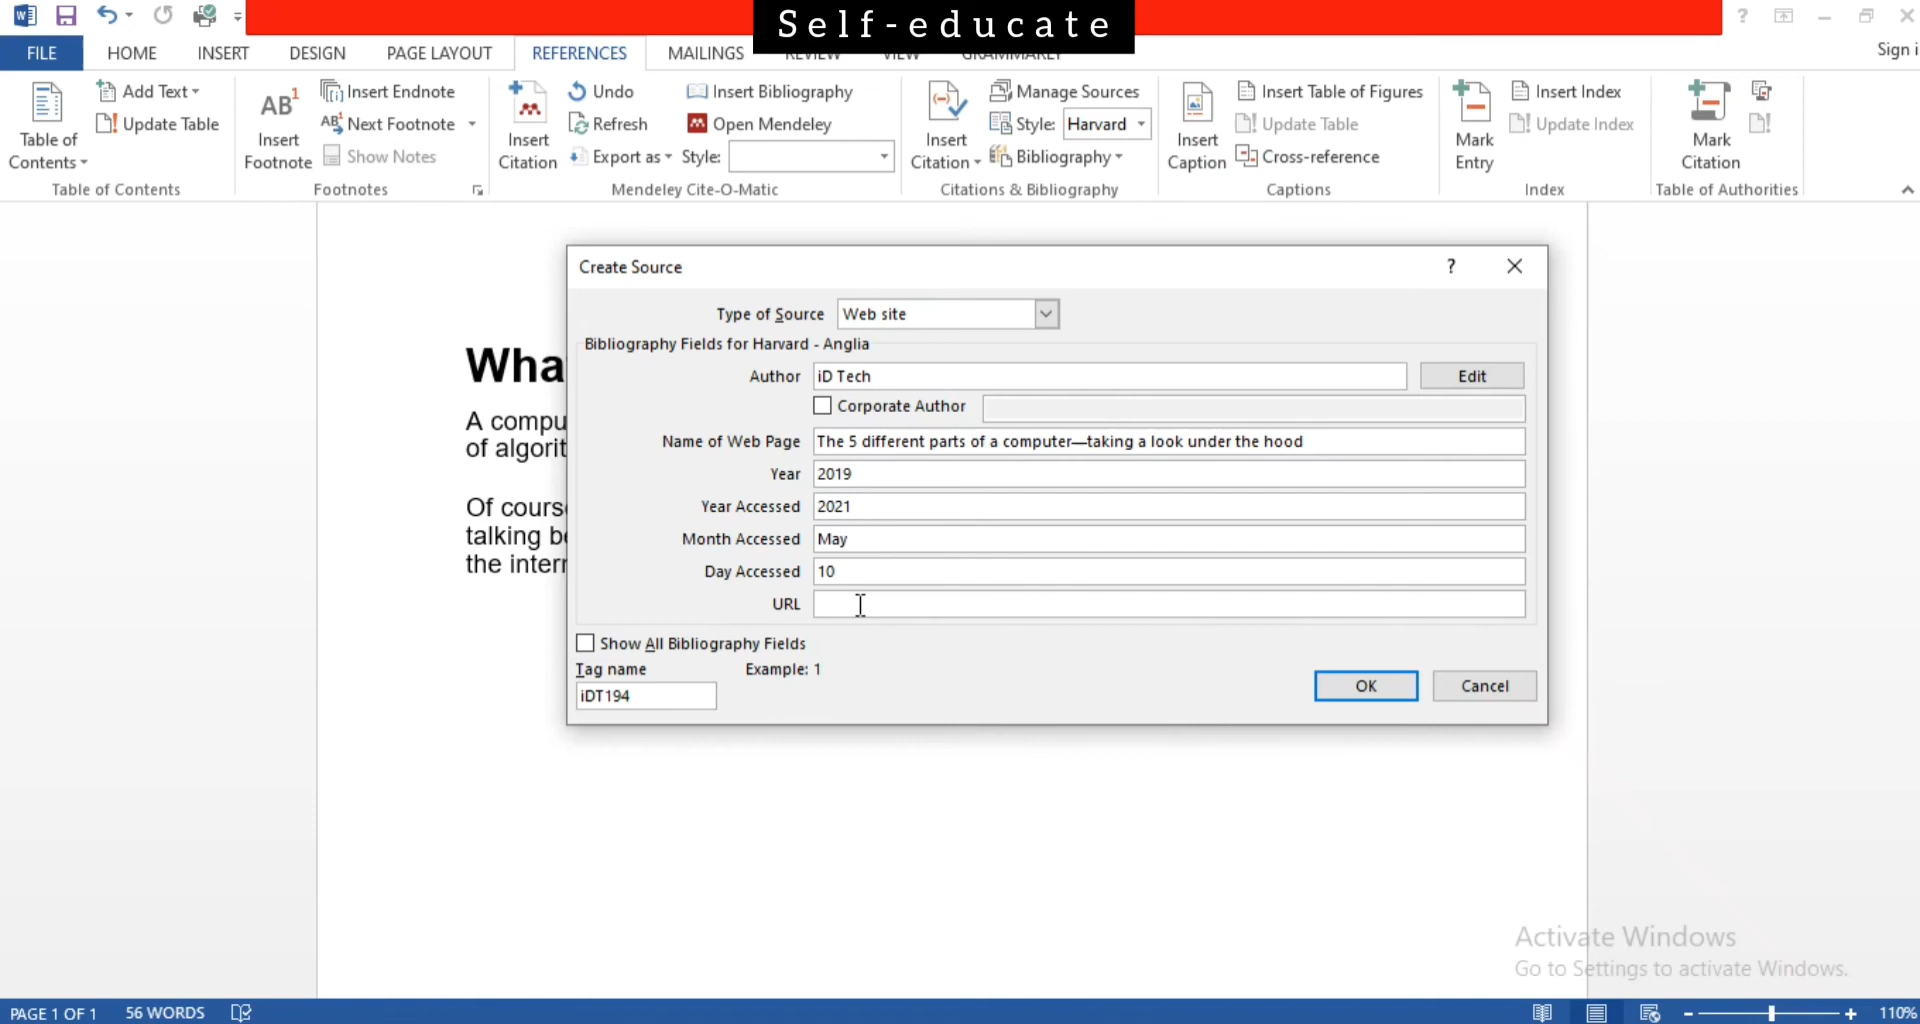 Self-educate
FILE HOME INSERT DESIGN PAGE LAYOUT REFERENCES MAILINGS REVIEW VIEW GRAMMARLY Sign i
Table of Contents
Add Text
Update Table
Table of Contents
AB1
Insert Footnote
Insert Endnote
Next Footnote
Show Notes
Footnotes
Insert Citation
Undo
Refresh
Export as
Insert Bibliography
Open Mendeley
Style:
Mendeley Cite-O-Matic
Insert Citation
Manage Sources
Style: Harvard
Bibliography
Citations & Bibliography
Insert Caption
Insert Table of Figures
Update Table
Cross-reference
Captions
Mark Entry
Insert Index
Update Index
Index
Mark Citation
Table of Authorities
Wha
A compu
of algorit
Of cours
talking b
the inter
Create Source
Type of Source Web site
Bibliography Fields for Harvard - Anglia
Author iD Tech Edit
Corporate Author
Name of Web Page The 5 different parts of a computer—taking a look under the hood
Year 2019
Year Accessed 2021
Month Accessed May
Day Accessed 10
URL
Show All Bibliography Fields
Tag name Example: 1
iDT194
OK Cancel
Activate Windows
Go to Settings to activate Windows.
PAGE 1 OF 1 56 WORDS 110%